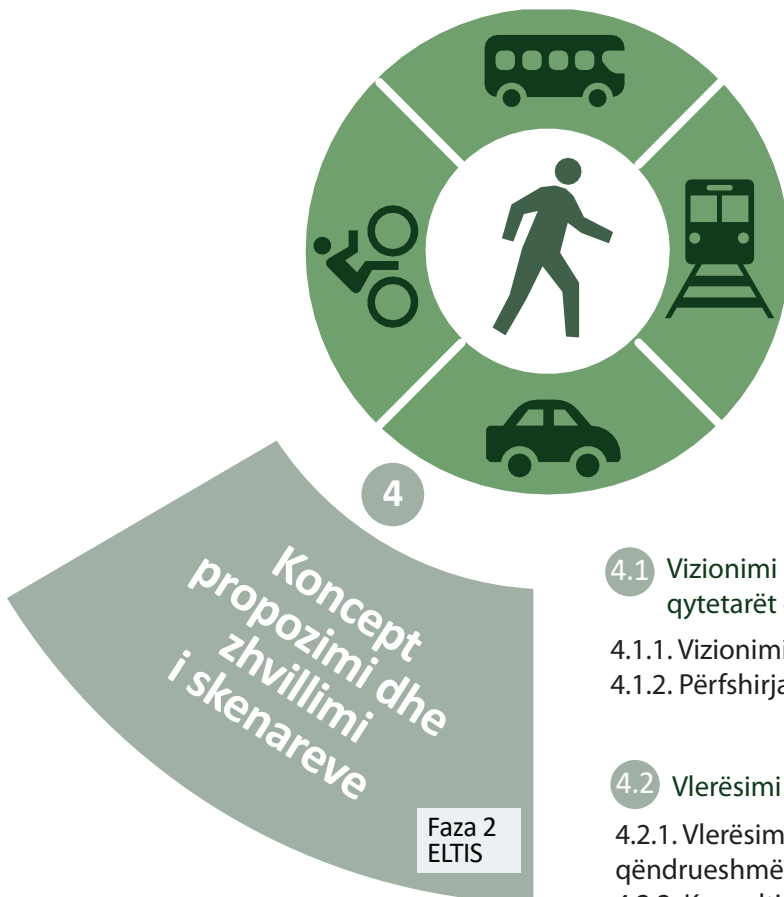 4
Koncept
propozimi dhe
zhvillimi
i skenareve
Faza 2
ELTIS
4.1 Vizionimi
qytetarët
4.1.1. Vizionimi
4.1.2. Përfshirja
4.2 Vlerësimi
4.2.1. Vlerësim
qëndrueshmë